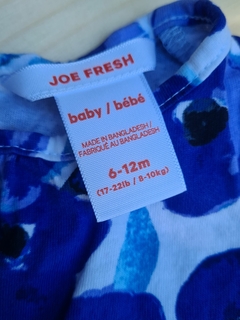 JOE FRESH
baby / bébé
MADE IN BANGLADESH /
FABRIQUÉ AU BANGLADESH
6-12m
(17-22lb / 8-10kg)